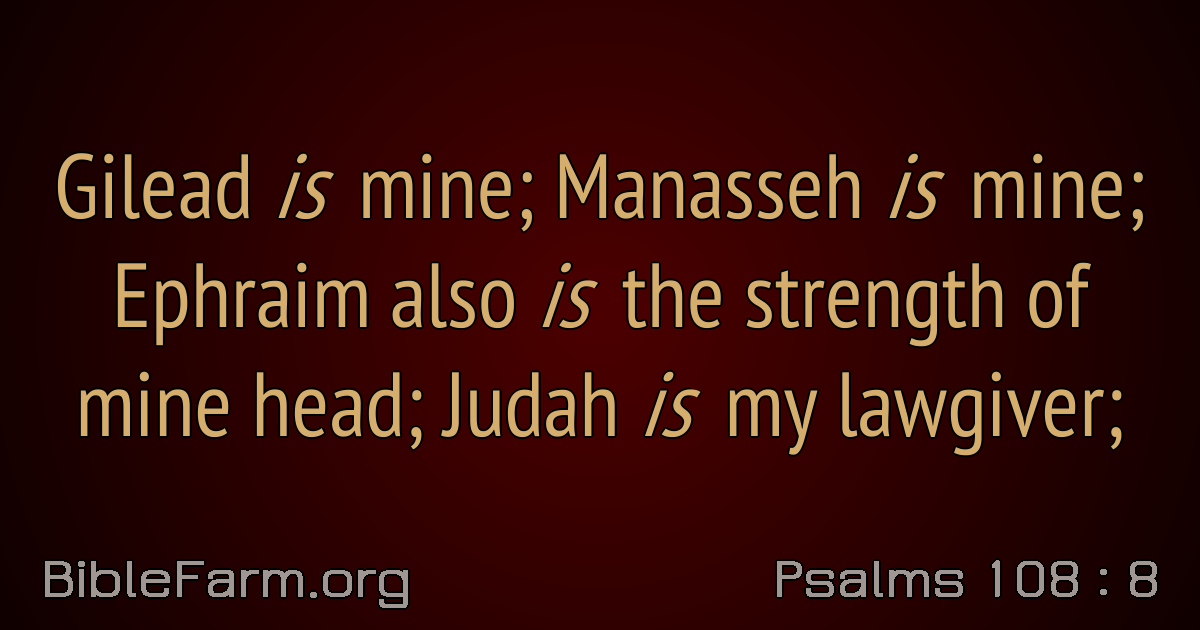 Gilead is mine; Manasseh is mine;
Ephraim also is the strength of
mine head; Judah is my lawgiver;
BibleFarm.org
Psalms 108 : 8